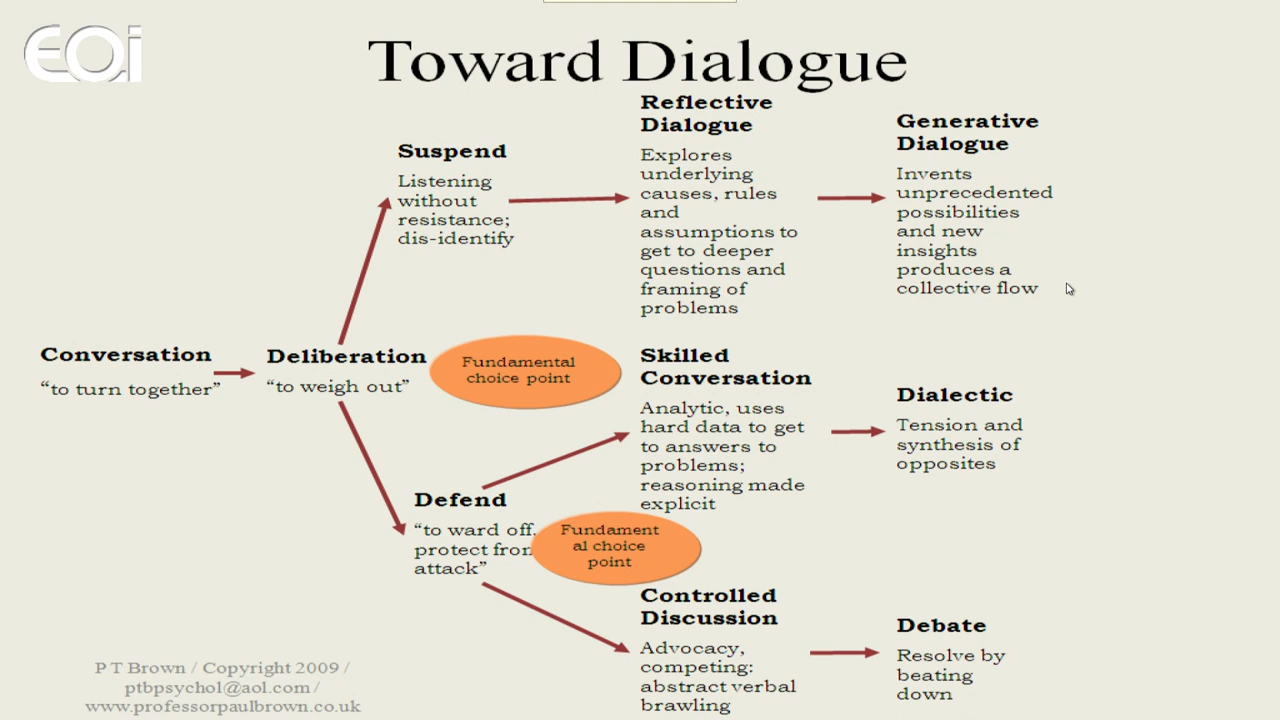 EQi
Toward Dialogue
Reflective
Dialogue
Explores
underlying
causes, rules
and
assumptions to
get to deeper
questions and
framing of
problems
Generative
Dialogue
Invents
unprecedented
possibilities
and new
insights
produces a
collective flow
Suspend
Listening
without
resistance;
dis-identify
Conversation
“to turn together”
Deliberation
“to weigh out”
Fundamental
choice point
Skilled
Conversation
Analytic, uses
hard data to get
to answers to
problems;
reasoning made
explicit
Dialectic
Tension and
synthesis of
opposites
Defend
“to ward off,
protect from
attack”
Fundament
al choice
point
Controlled
Discussion
Advocacy,
competing:
abstract verbal
brawling
Debate
Resolve by
beating
down
P T Brown / Copyright 2009 /
ptbpsychol@aol.com /
www.professorpaulbrown.co.uk